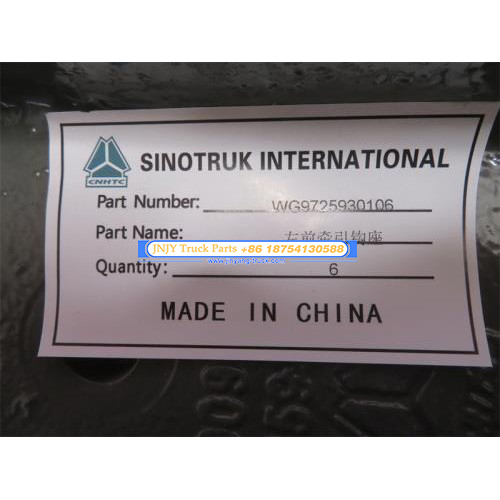 CNHTC
SINOTRUK INTERNATIONAL
Part Number: WG9725930106
Part Name: 左前牵引钩座
JNJY Truck Parts +86 18754130588
Quantity: 6
MADE IN CHINA